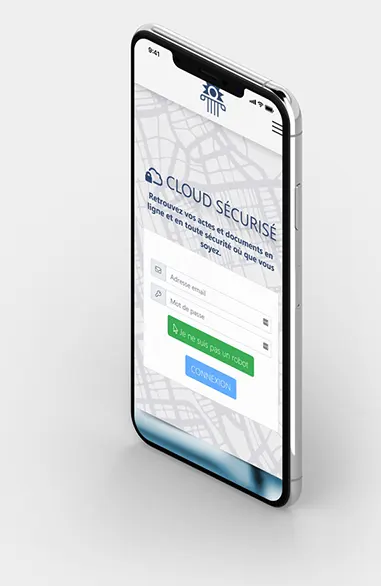 9:41
CLOUD SÉCURISÉ
Retrouvez vos actes et documents en
ligne et en toute sécurité où que vous
soyez.
Adresse email
Mot de passe
Je ne suis pas un robot
CONNEXION